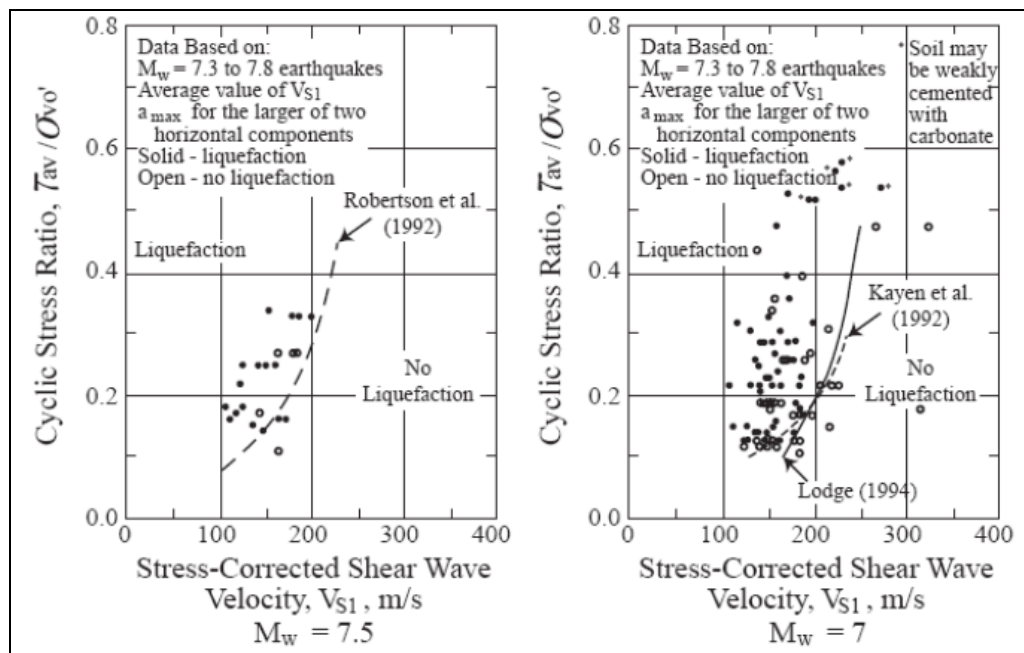 Cyclic Stress Ratio, τav / σvo'
0.8
0.6
0.4
0.2
0.0
Data Based on:
Mw = 7.3 to 7.8 earthquakes
Average value of VS1
a max for the larger of two
horizontal components
Solid - liquefaction
Open - no liquefaction
Robertson et al.
(1992)
Liquefaction
No
Liquefaction
0 100 200 300 400
Stress-Corrected Shear Wave
Velocity, VS1 , m/s
Mw = 7.5
Cyclic Stress Ratio, τav / σvo'
0.8
0.6
0.4
0.2
0.0
Data Based on:
Mw = 7.3 to 7.8 earthquakes
Average value of VS1
a max for the larger of two
horizontal components
Solid - liquefaction
Open - no liquefaction
+ Soil may
be weakly
cemented
with
carbonate
Liquefaction
Kayen et al.
(1992)
No
Liquefaction
Lodge (1994)
0 100 200 300 400
Stress-Corrected Shear Wave
Velocity, VS1 , m/s
Mw = 7